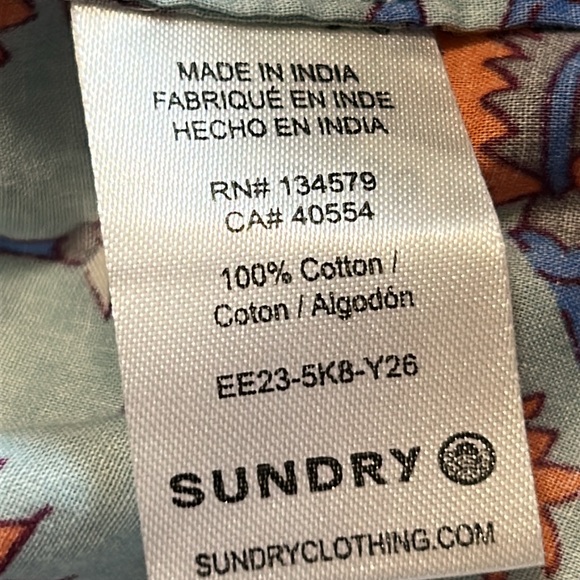 MADE IN INDIA
FABRIQUÉ EN INDE
HECHO EN INDIA
RN# 134579
CA# 40554
100% Cotton /
Coton / Algodón
EE23-5K8-Y26
SUNDRY
SUNDRYCLOTHING.COM